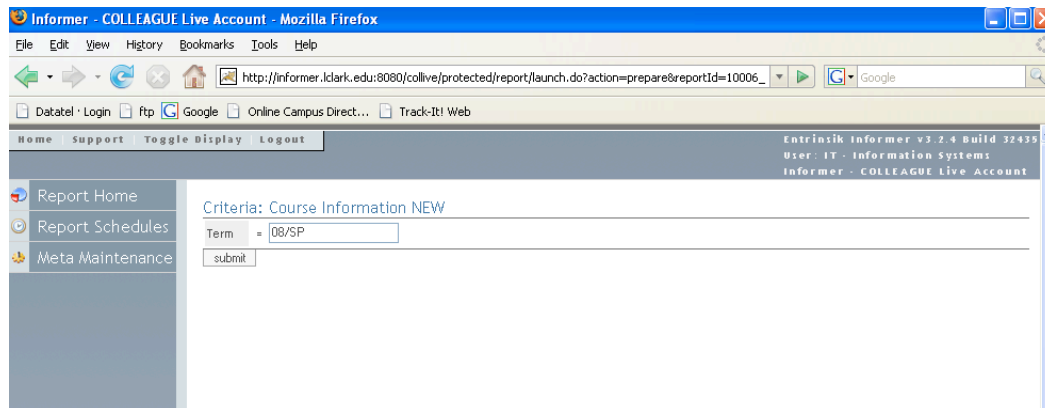 Informer - COLLEAGUE Live Account - Mozilla Firefox
File Edit View History Bookmarks Tools Help
http://informer.lclark.edu:8080/collive/protected/report/launch.do?action=prepare&reportId=10006_ G Google
Datatel · Login ftp G Google Online Campus Direct... Track-It! Web
Home Support Toggle Display Logout
Entrinsik Informer v3.2.4 Build 32435
User: IT - Information Systems
Informer - COLLEAGUE Live Account
Report Home
Report Schedules
Meta Maintenance
Criteria: Course Information NEW
Term = 08/SP
submit